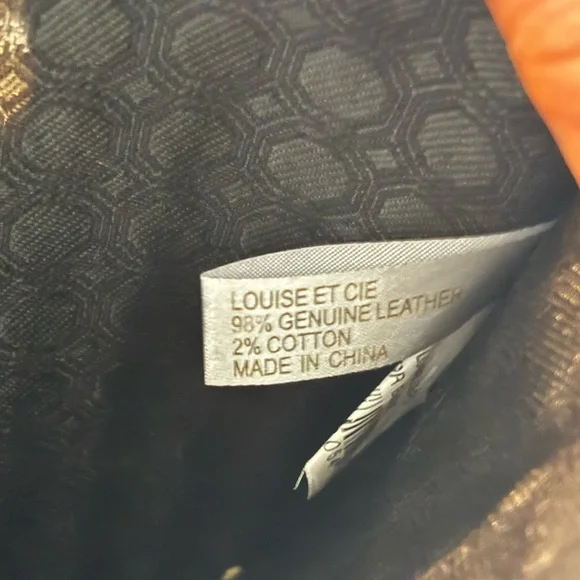 LOUISE ET CIE
98% GENUINE LEATHER
2% COTTON
MADE IN CHINA